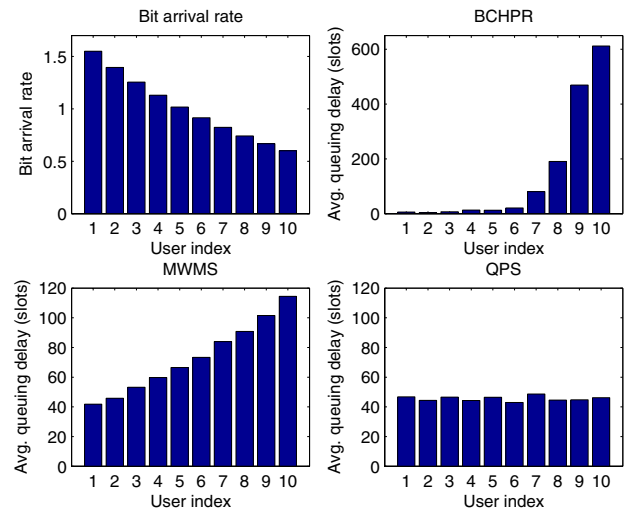 Bit arrival rate
Bit arrival rate
1.5
1
0.5
0
1 2 3 4 5 6 7 8 9 10
User index
BCHPR
Avg. queuing delay (slots)
600
400
200
0
1 2 3 4 5 6 7 8 9 10
User index
MWMS
Avg. queuing delay (slots)
120
100
80
60
40
20
0
1 2 3 4 5 6 7 8 9 10
User index
QPS
Avg. queuing delay (slots)
120
100
80
60
40
20
0
1 2 3 4 5 6 7 8 9 10
User index